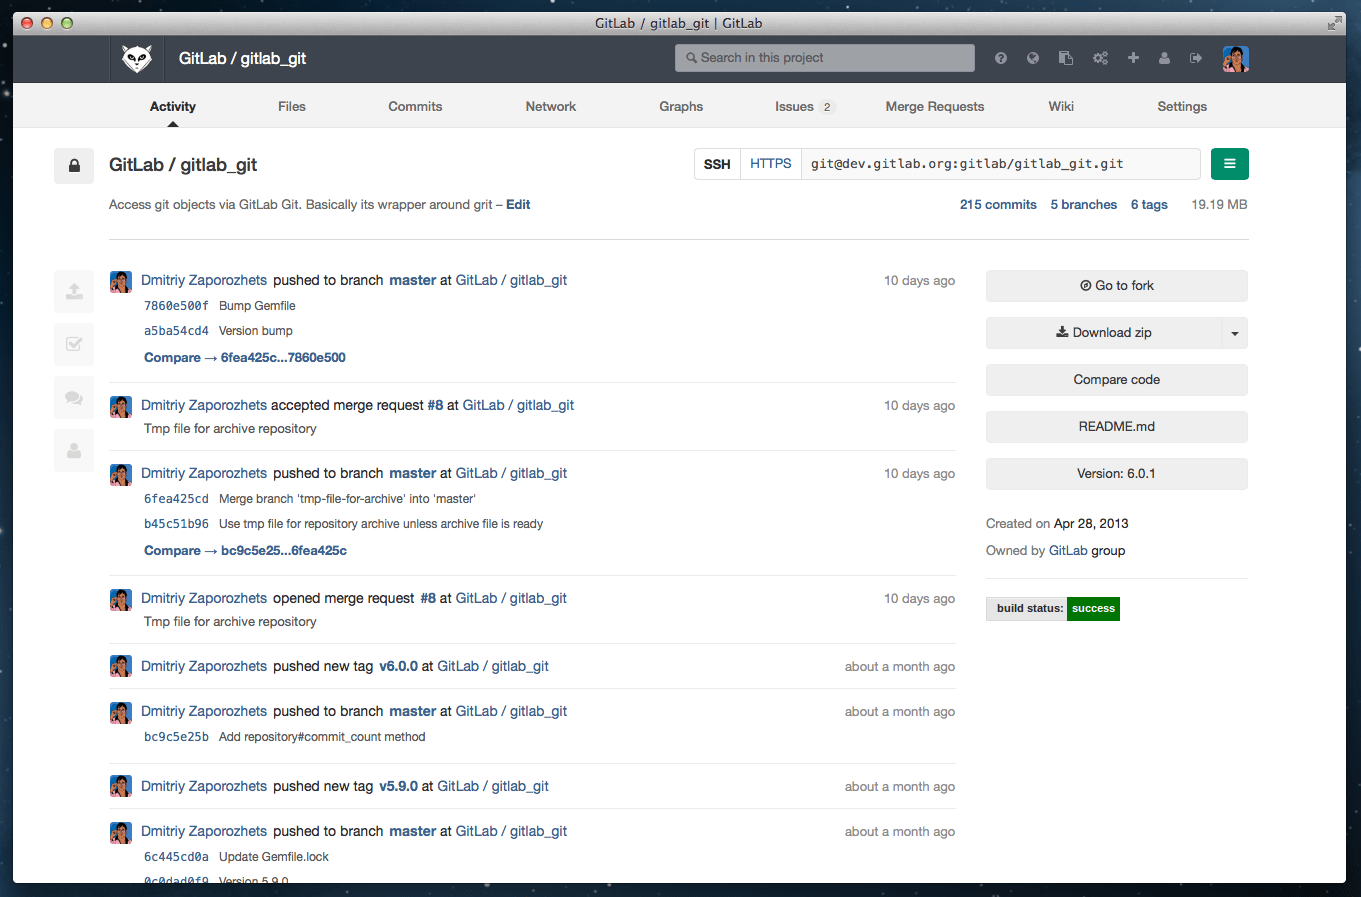 GitLab / gitlab_git | GitLab
GitLab / gitlab_git
Search in this project
Activity Files Commits Network Graphs Issues 2 Merge Requests Wiki Settings
GitLab / gitlab_git
SSH HTTPS git@dev.gitlab.org:gitlab/gitlab_git.git
Access git objects via GitLab Git. Basically its wrapper around grit – Edit
215 commits 5 branches 6 tags 19.19 MB
Dmitriy Zaporozhets pushed to branch master at GitLab / gitlab_git 10 days ago
7860e500f Bump Gemfile
a5ba54cd4 Version bump
Compare → 6fea425c...7860e500
Dmitriy Zaporozhets accepted merge request #8 at GitLab / gitlab_git 10 days ago
Tmp file for archive repository
Dmitriy Zaporozhets pushed to branch master at GitLab / gitlab_git 10 days ago
6fea425cd Merge branch 'tmp-file-for-archive' into 'master'
b45c51b96 Use tmp file for repository archive unless archive file is ready
Compare → bc9c5e25...6fea425c
Dmitriy Zaporozhets opened merge request #8 at GitLab / gitlab_git 10 days ago
Tmp file for archive repository
Dmitriy Zaporozhets pushed new tag v6.0.0 at GitLab / gitlab_git about a month ago
Dmitriy Zaporozhets pushed to branch master at GitLab / gitlab_git about a month ago
bc9c5e25b Add repository#commit_count method
Dmitriy Zaporozhets pushed new tag v5.9.0 at GitLab / gitlab_git about a month ago
Dmitriy Zaporozhets pushed to branch master at GitLab / gitlab_git about a month ago
6c445cd0a Update Gemfile.lock
0c0dad0f9 Version 5.9.0
Go to fork
Download zip
Compare code
README.md
Version: 6.0.1
Created on Apr 28, 2013
Owned by GitLab group
build status: success